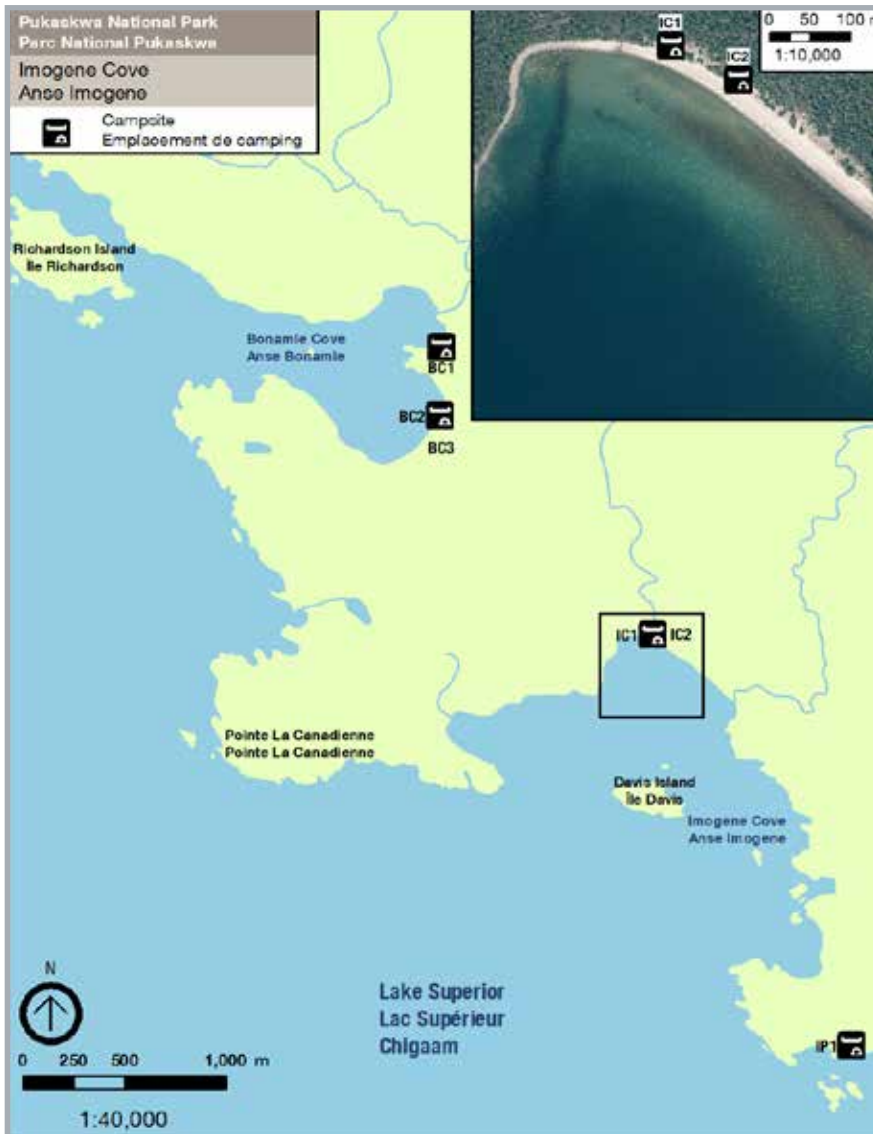 Pukaskwa National Park
Parc National Pukaskwa
Imogene Cove
Anse Imogene
Campsite
Emplacement de camping
IC1
IC2
0 50 100 m
1:10,000
Richardson Island
Île Richardson
Bonamie Cove
Anse Bonamie
BC1
BC2
BC3
IC1
IC2
Pointe La Canadienne
Pointe La Canadienne
Davis Island
Île Davis
Imogene Cove
Anse Imogene
N
Lake Superior
Lac Supérieur
Chigaam
IP1
0 250 500 1,000 m
1:40,000